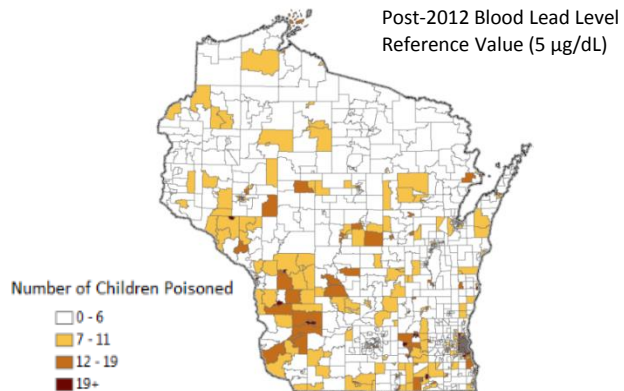 Post-2012 Blood Lead Level
Reference Value (5 µg/dL)
Number of Children Poisoned
0 - 6
7 - 11
12 - 19
19+